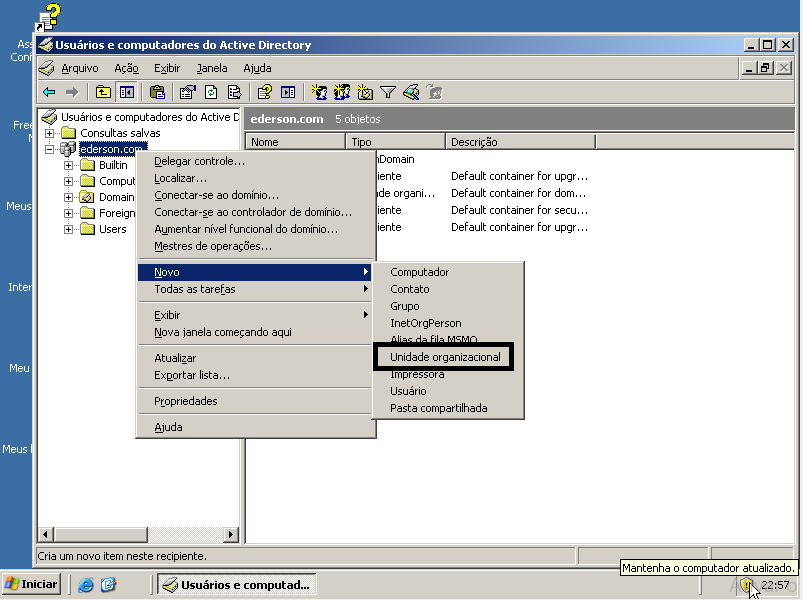 Usuários e computadores do Active Directory
Arquivo Ação Exibir Janela Ajuda
Usuários e computadores do Active D
Consultas salvas
ederson.com
Builtin
Comput
Domain
Foreign
Users
ederson.com 5 objetos
Nome Tipo Descrição
nDomain
iente Default container for upgr...
de organi... Default container for dom...
iente Default container for secu...
iente Default container for upgr...
Delegar controle...
Localizar...
Conectar-se ao domínio...
Conectar-se ao controlador de domínio...
Aumentar nível funcional do domínio...
Mestres de operações...
Novo
Todas as tarefas
Exibir
Nova janela começando aqui
Atualizar
Exportar lista...
Propriedades
Ajuda
Computador
Contato
Grupo
InetOrgPerson
Alias da fila MSMQ
Unidade organizacional
Impressora
Usuário
Pasta compartilhada
Ass
Conf
Free
Meus
Inter
Meu
Meus l
Cria um novo item neste recipiente.
Mantenha o computador atualizado.
Iniciar
Usuários e computad...
22:57